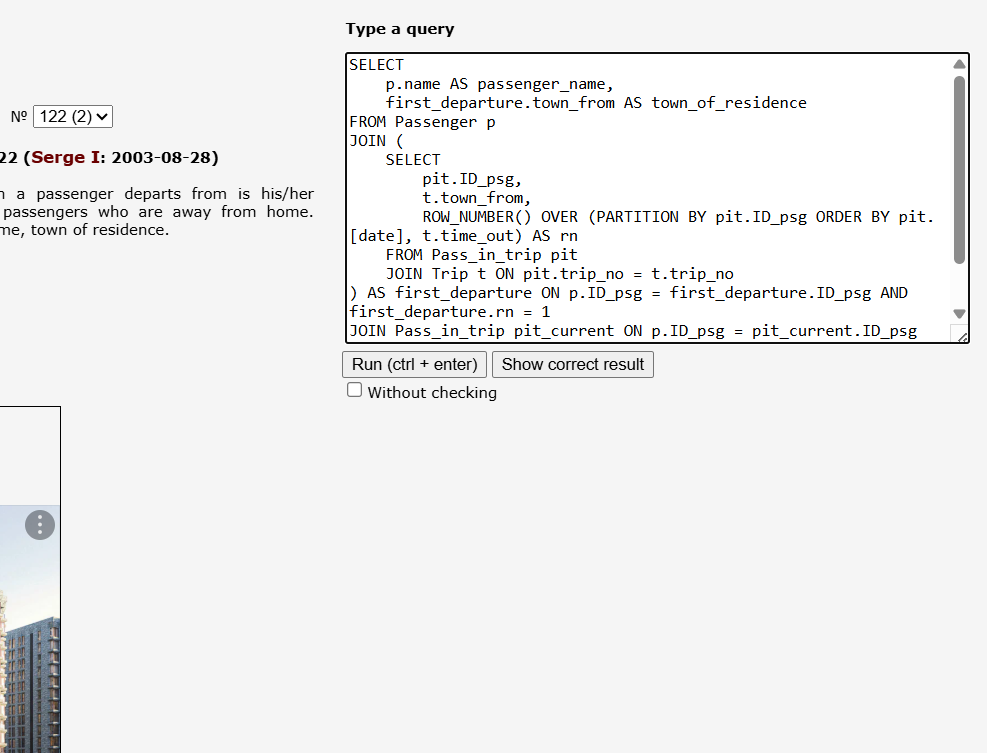 Type a query
SELECT
p.name AS passenger_name,
first_departure.town_from AS town_of_residence
FROM Passenger p
JOIN (
SELECT
pit.ID_psg,
t.town_from,
ROW_NUMBER() OVER (PARTITION BY pit.ID_psg ORDER BY pit.
[date], t.time_out) AS rn
FROM Pass_in_trip pit
JOIN Trip t ON pit.trip_no = t.trip_no
) AS first_departure ON p.ID_psg = first_departure.ID_psg AND
first_departure.rn = 1
JOIN Pass_in_trip pit_current ON p.ID_psg = pit_current.ID_psg
Run (ctrl + enter) Show correct result
Without checking
№ 122 (2)
22 (Serge I: 2003-08-28)
a passenger departs from is his/her
passengers who are away from home.
me, town of residence.